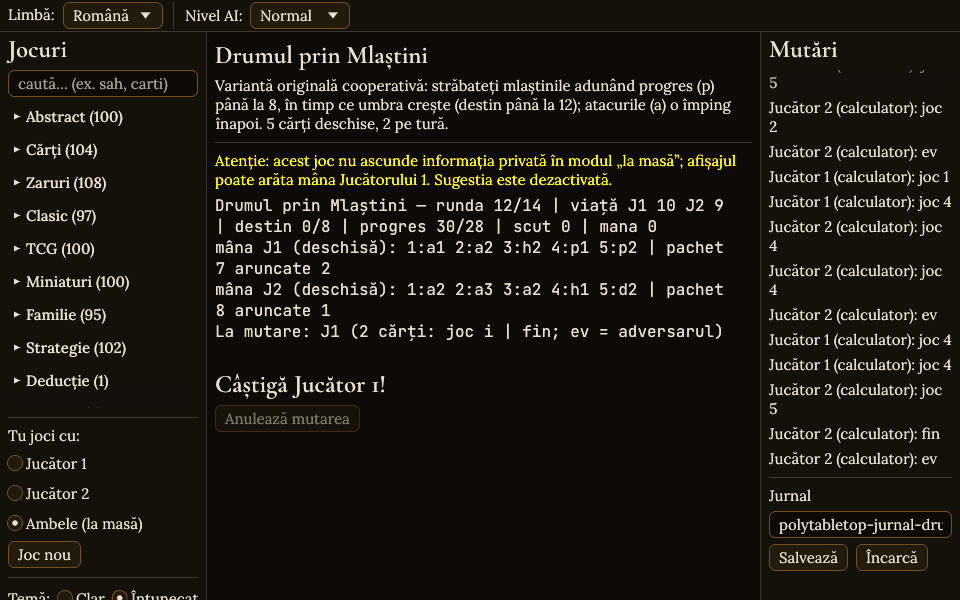 Limbă: Română Nivel AI: Normal
Jocuri
caută... (ex. sah, carti)
Abstract (100)
Cărți (104)
Zaruri (108)
Clasic (97)
TCG (100)
Miniaturi (100)
Familie (95)
Strategie (102)
Deducție (1)
Tu joci cu:
Jucător 1
Jucător 2
Ambele (la masă)
Joc nou
Temă: Clar Întunecat
Drumul prin Mlaștini
Variantă originală cooperativă: străbateți mlaștinile adunând progres (p)
până la 8, în timp ce umbra crește (destin până la 12); atacurile (a) o împing
înapoi. 5 cărți deschise, 2 pe tură.
Atenție: acest joc nu ascunde informația privată în modul „la masă”; afișajul
poate arăta mâna Jucătorului 1. Sugestia este dezactivată.
Drumul prin Mlaștini — runda 12/14 | viață J1 10 J2 9
| destin 0/8 | progres 30/28 | scut 0 | mana 0
mâna J1 (deschisă): 1:a1 2:a2 3:h2 4:p1 5:p2 | pachet
7 aruncate 2
mâna J2 (deschisă): 1:a2 2:a3 3:a2 4:h1 5:d2 | pachet
8 aruncate 1
La mutare: J1 (2 cărți: joc i | fin; ev = adversarul)
Câștigă Jucător 1!
Anulează mutarea
Mutări
5
Jucător 2 (calculator): joc
2
Jucător 2 (calculator): ev
Jucător 1 (calculator): joc 1
Jucător 1 (calculator): joc 4
Jucător 2 (calculator): joc
4
Jucător 2 (calculator): joc
4
Jucător 2 (calculator): ev
Jucător 1 (calculator): joc 4
Jucător 1 (calculator): joc 4
Jucător 2 (calculator): joc
5
Jucător 2 (calculator): fin
Jucător 2 (calculator): ev
Jurnal
polytabletop-jurnal-dru
Salvează Încarcă